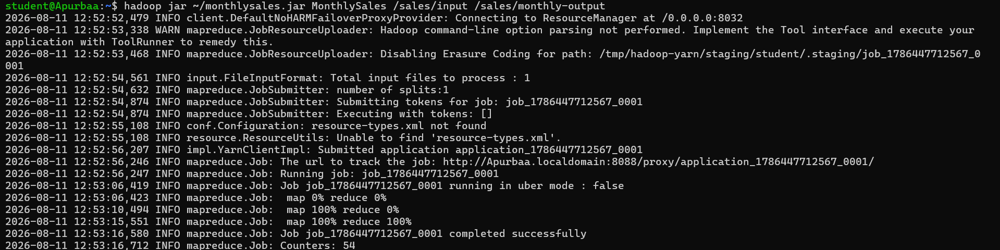 student@Apurbaa:~$ hadoop jar ~/monthlysales.jar MonthlySales /sales/input /sales/monthly-output
2026-08-11 12:52:52,479 INFO client.DefaultNoHARMFailoverProxyProvider: Connecting to ResourceManager at /0.0.0.0:8032
2026-08-11 12:52:53,338 WARN mapreduce.JobResourceUploader: Hadoop command-line option parsing not performed. Implement the Tool interface and execute your
application with ToolRunner to remedy this.
2026-08-11 12:52:53,468 INFO mapreduce.JobResourceUploader: Disabling Erasure Coding for path: /tmp/hadoop-yarn/staging/student/.staging/job_1786447712567_0
001
2026-08-11 12:52:54,561 INFO input.FileInputFormat: Total input files to process : 1
2026-08-11 12:52:54,632 INFO mapreduce.JobSubmitter: number of splits:1
2026-08-11 12:52:54,874 INFO mapreduce.JobSubmitter: Submitting tokens for job: job_1786447712567_0001
2026-08-11 12:52:54,874 INFO mapreduce.JobSubmitter: Executing with tokens: []
2026-08-11 12:52:55,108 INFO conf.Configuration: resource-types.xml not found
2026-08-11 12:52:55,108 INFO resource.ResourceUtils: Unable to find 'resource-types.xml'.
2026-08-11 12:52:56,207 INFO impl.YarnClientImpl: Submitted application application_1786447712567_0001
2026-08-11 12:52:56,246 INFO mapreduce.Job: The url to track the job: http://Apurbaa.localdomain:8088/proxy/application_1786447712567_0001/
2026-08-11 12:52:56,247 INFO mapreduce.Job: Running job: job_1786447712567_0001
2026-08-11 12:53:06,419 INFO mapreduce.Job: Job job_1786447712567_0001 running in uber mode : false
2026-08-11 12:53:06,423 INFO mapreduce.Job:  map 0% reduce 0%
2026-08-11 12:53:10,494 INFO mapreduce.Job:  map 100% reduce 0%
2026-08-11 12:53:15,551 INFO mapreduce.Job:  map 100% reduce 100%
2026-08-11 12:53:16,580 INFO mapreduce.Job: Job job_1786447712567_0001 completed successfully
2026-08-11 12:53:16,712 INFO mapreduce.Job: Counters: 54